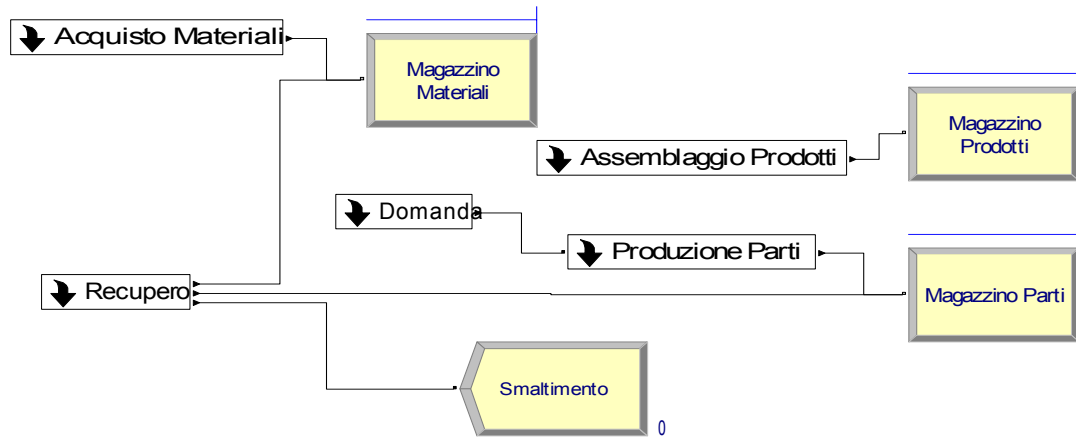 Acquisto Materiali
Magazzino
Materiali
Magazzino
Prodotti
Assemblaggio Prodotti
Domanda
Produzione Parti
Recupero
Magazzino Parti
Smaltimento
0